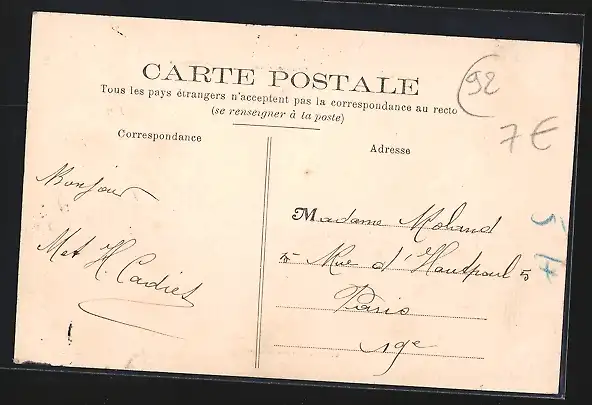 CARTE POSTALE
Tous les pays étrangers n'acceptent pas la correspondance au recto
(se renseigner à la poste)
Correspondance
Bonjour
Met H. Cadiet
Adresse
Madame Moland
5 Rue d'Hautpoul 5
Paris
19e
92
7€